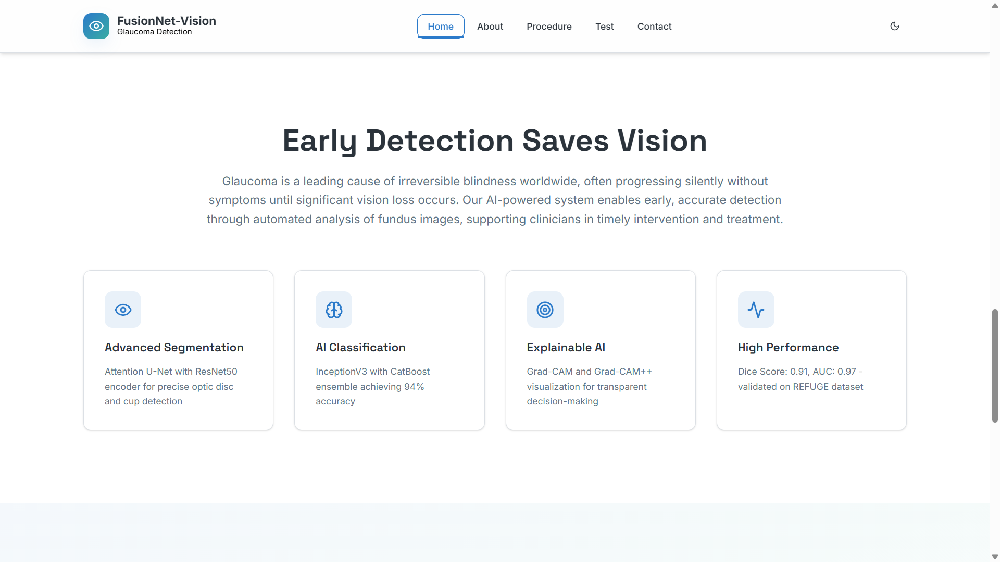 FusionNet-Vision
Glaucoma Detection
Home
About
Procedure
Test
Contact
Early Detection Saves Vision
Glaucoma is a leading cause of irreversible blindness worldwide, often progressing silently without
symptoms until significant vision loss occurs. Our AI-powered system enables early, accurate detection
through automated analysis of fundus images, supporting clinicians in timely intervention and treatment.
Advanced Segmentation
Attention U-Net with ResNet50
encoder for precise optic disc
and cup detection
AI Classification
InceptionV3 with CatBoost
ensemble achieving 94%
accuracy
Explainable AI
Grad-CAM and Grad-CAM++
visualization for transparent
decision-making
High Performance
Dice Score: 0.91, AUC: 0.97 -
validated on REFUGE dataset